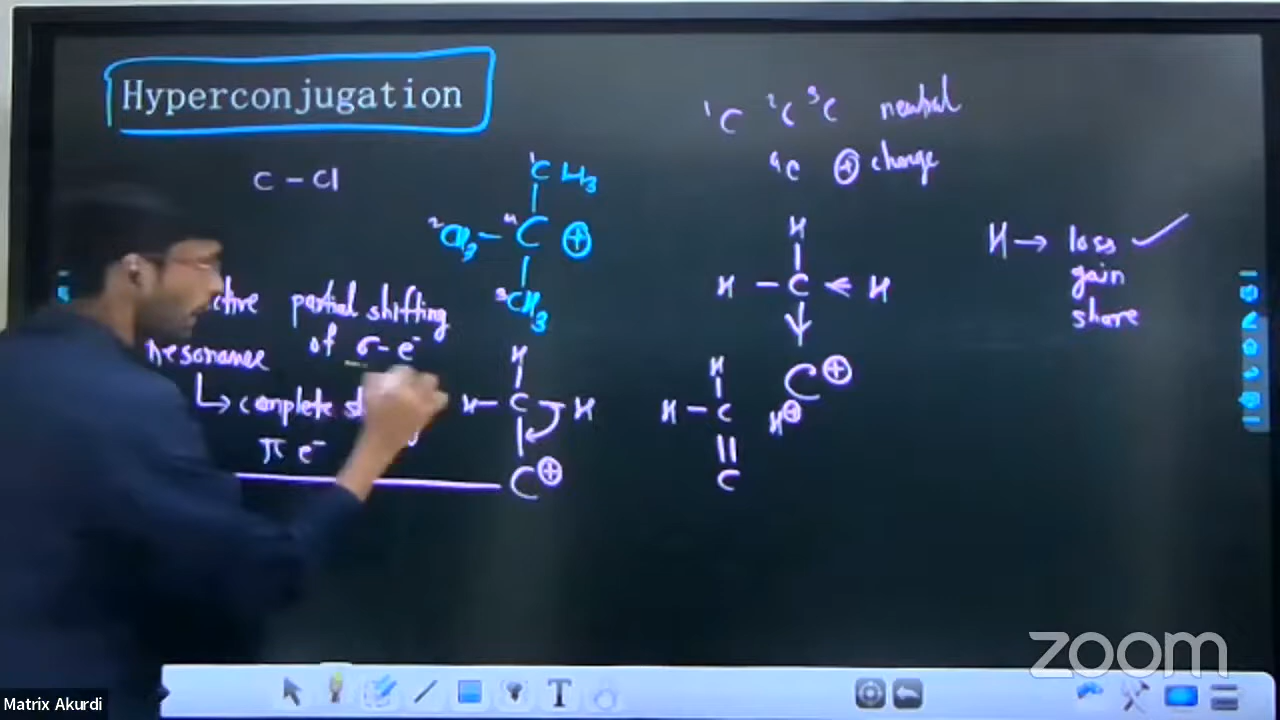 Hyperconjugation
C - Cl
¹CH₃
²CH₃ - ⁴C ⊕
³CH₃
¹C ²C ³C neutral
⁴C ⊕ charge
H
H - C ← H
C⊕
H → loss ✓
gain
share
partial shifting
of σ-e⁻
Resonance
↳ complete
π e⁻
H
H - C - H
C⊕
H
H - C H⊕
||
C
zoom
T
Matrix Akurdi